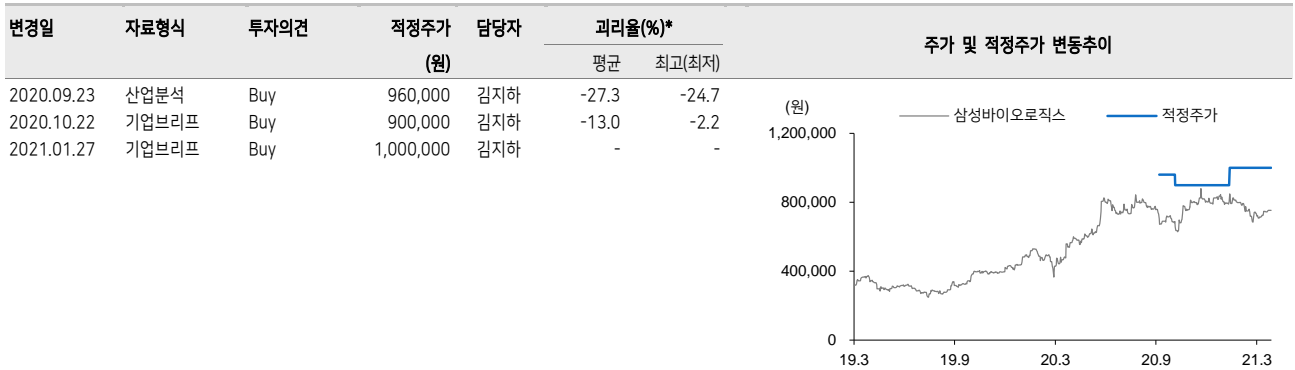 변경일 자료형식 투자의견 적정주가 담당자 괴리율(%)* 주가 및 적정주가 변동추이
(원) 평균 최고(최저)
2020.09.23 산업분석 Buy 960,000 김지하 -27.3 -24.7
2020.10.22 기업브리프 Buy 900,000 김지하 -13.0 -2.2
2021.01.27 기업브리프 Buy 1,000,000 김지하 - -
(원) 삼성바이오로직스 적정주가
1,200,000
800,000
400,000
0
19.3 19.9 20.3 20.9 21.3